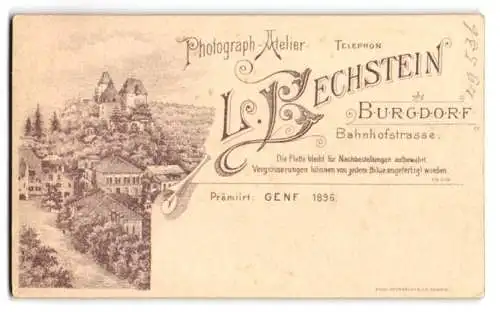 Photograph-Atelier
TELEPHON
L. BECHSTEIN
BURGDORF
Bahnhofstrasse.
Die Platte bleibt für Nachbestellungen aufbewahrt.
Vergrösserungen können von jedem Bilde angefertigt werden.
Prämiirt: GENF 1896.